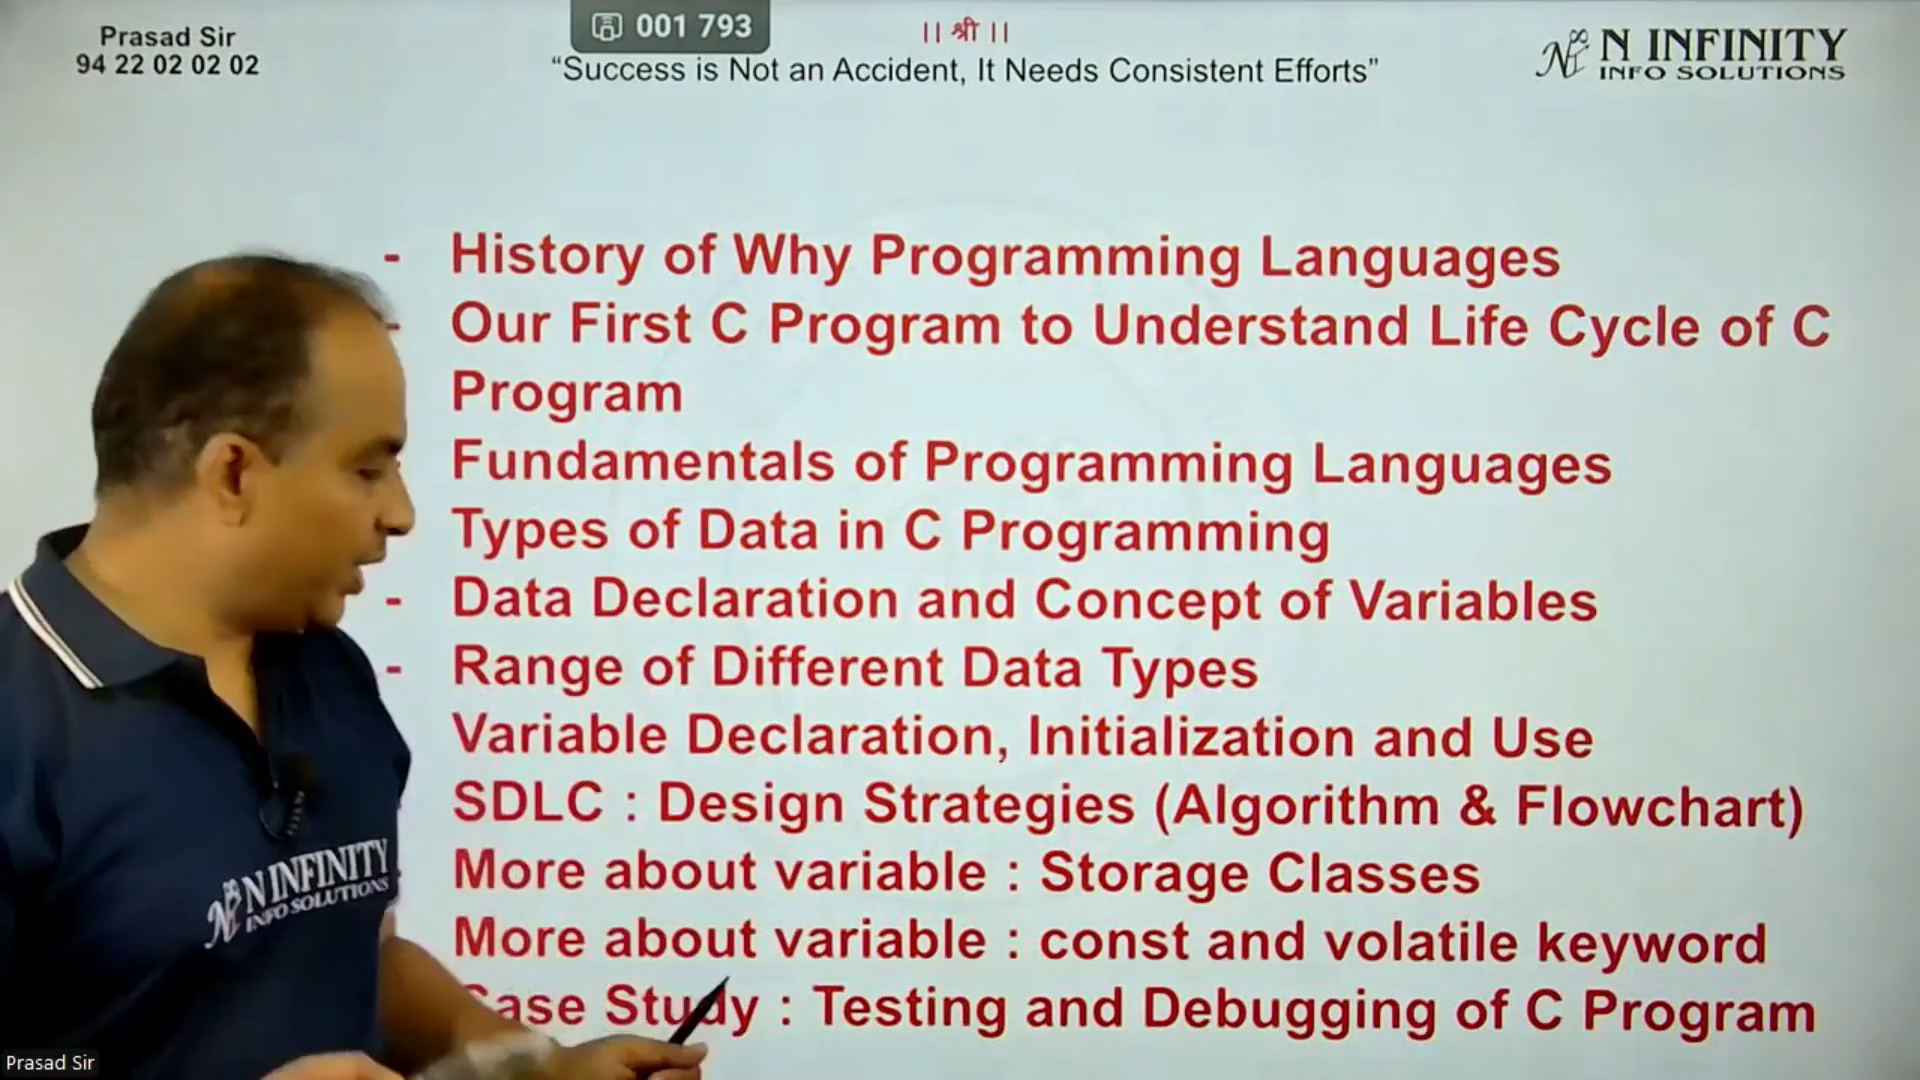 Prasad Sir
94 22 02 02 02
001 793
|| श्री ||
“Success is Not an Accident, It Needs Consistent Efforts”
N INFINITY
INFO SOLUTIONS
- History of Why Programming Languages
- Our First C Program to Understand Life Cycle of C
Program
Fundamentals of Programming Languages
Types of Data in C Programming
- Data Declaration and Concept of Variables
- Range of Different Data Types
Variable Declaration, Initialization and Use
SDLC : Design Strategies (Algorithm & Flowchart)
More about variable : Storage Classes
More about variable : const and volatile keyword
Case Study : Testing and Debugging of C Program
N INFINITY
INFO SOLUTIONS
Prasad Sir